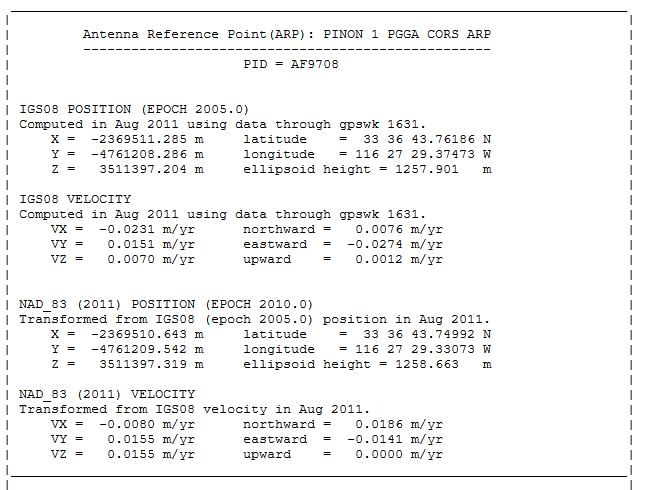 Antenna Reference Point(ARP): PINON 1 PGGA CORS ARP
---------------------------------------------------
PID = AF9708
IGS08 POSITION (EPOCH 2005.0)
Computed in Aug 2011 using data through gpswk 1631.
X = -2369511.285 m latitude = 33 36 43.76186 N
Y = -4761208.286 m longitude = 116 27 29.37473 W
Z = 3511397.204 m ellipsoid height = 1257.901 m
IGS08 VELOCITY
Computed in Aug 2011 using data through gpswk 1631.
VX = -0.0231 m/yr northward = 0.0076 m/yr
VY = 0.0151 m/yr eastward = -0.0274 m/yr
VZ = 0.0070 m/yr upward = 0.0012 m/yr
NAD_83 (2011) POSITION (EPOCH 2010.0)
Transformed from IGS08 (epoch 2005.0) position in Aug 2011.
X = -2369510.643 m latitude = 33 36 43.74992 N
Y = -4761209.542 m longitude = 116 27 29.33073 W
Z = 3511397.319 m ellipsoid height = 1258.663 m
NAD_83 (2011) VELOCITY
Transformed from IGS08 velocity in Aug 2011.
VX = -0.0080 m/yr northward = 0.0186 m/yr
VY = 0.0155 m/yr eastward = -0.0141 m/yr
VZ = 0.0155 m/yr upward = 0.0000 m/yr